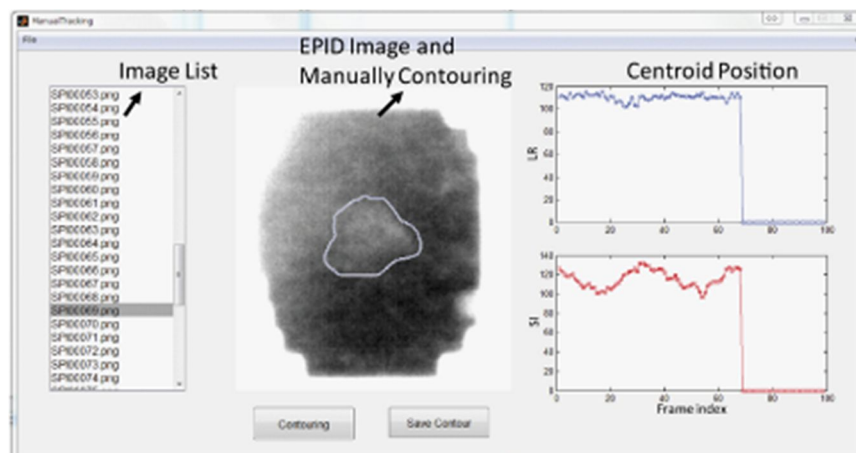 ManualTracking
File
Image List
EPID Image and
Manually Contouring
Centroid Position
SPI00053.png
SPI00054.png
SPI00055.png
SPI00056.png
SPI00057.png
SPI00058.png
SPI00059.png
SPI00060.png
SPI00061.png
SPI00062.png
SPI00063.png
SPI00064.png
SPI00065.png
SPI00066.png
SPI00067.png
SPI00068.png
SPI00069.png
SPI00070.png
SPI00071.png
SPI00072.png
SPI00073.png
SPI00074.png
120
100
80
60
40
20
0
LR
0 20 40 60 80 100
140
120
100
80
60
40
20
0
SI
0 20 40 60 80 100
Frame index
Contouring
Save Contour